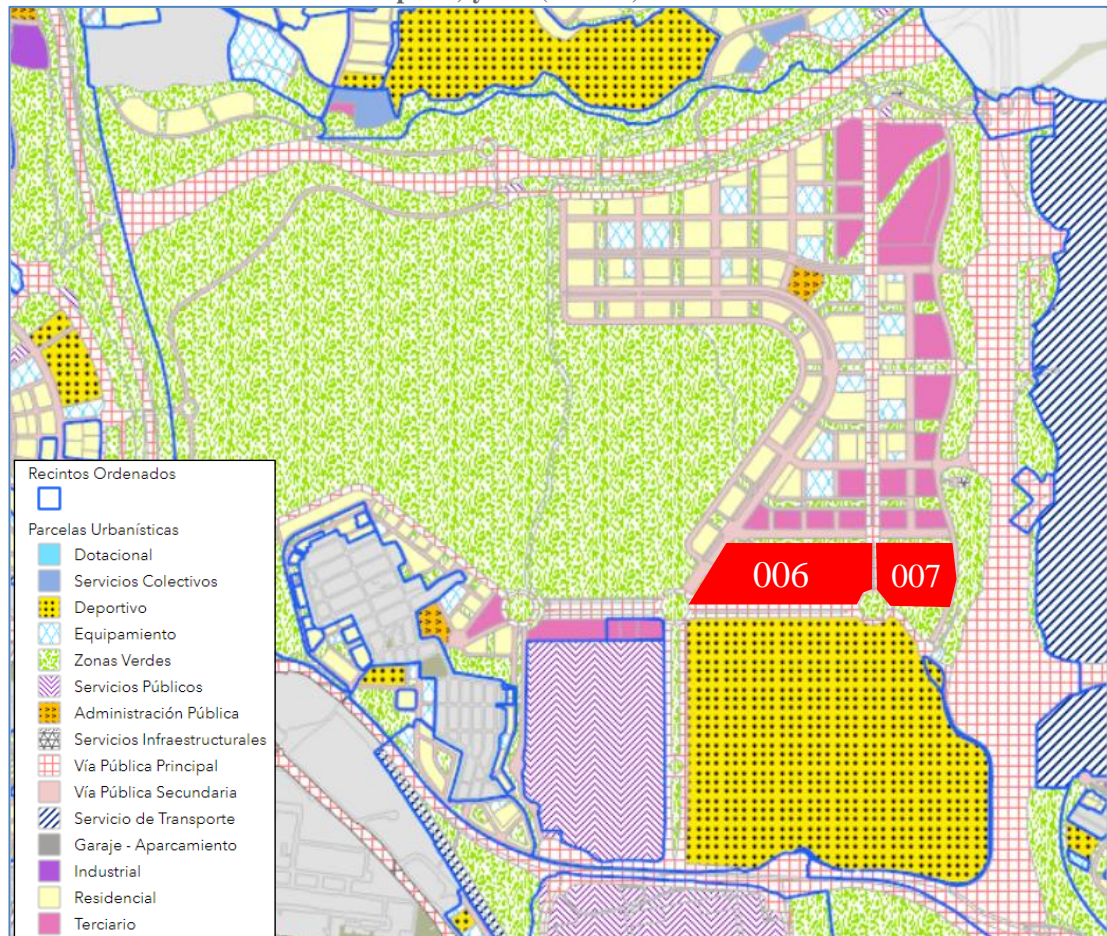 006
007
Recintos Ordenados
Parcelas Urbanísticas
Dotacional
Servicios Colectivos
Deportivo
Equipamiento
Zonas Verdes
Servicios Públicos
Administración Pública
Servicios Infraestructurales
Vía Pública Principal
Vía Pública Secundaria
Servicio de Transporte
Garaje - Aparcamiento
Industrial
Residencial
Terciario